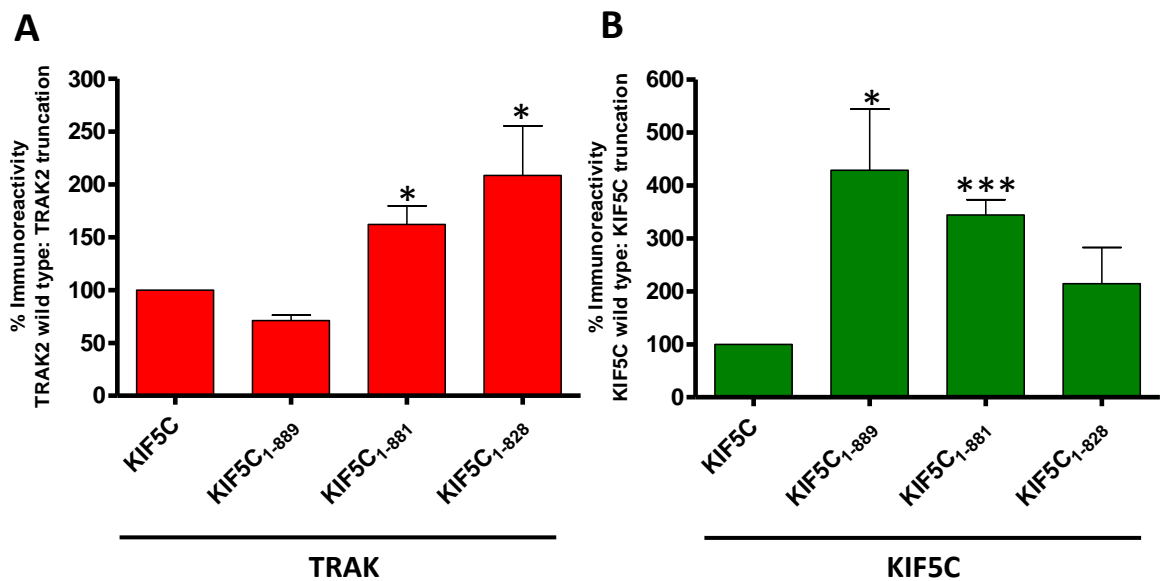 A
% Immunoreactivity
TRAK2 wild type: TRAK2 truncation
300
250
200
150
100
50
0
*
*
KIF5C
KIF5C1-889
KIF5C1-881
KIF5C1-828
TRAK
B
% Immunoreactivity
KIF5C wild type: KIF5C truncation
600
500
400
300
200
100
0
*
***
KIF5C
KIF5C1-889
KIF5C1-881
KIF5C1-828
KIF5C